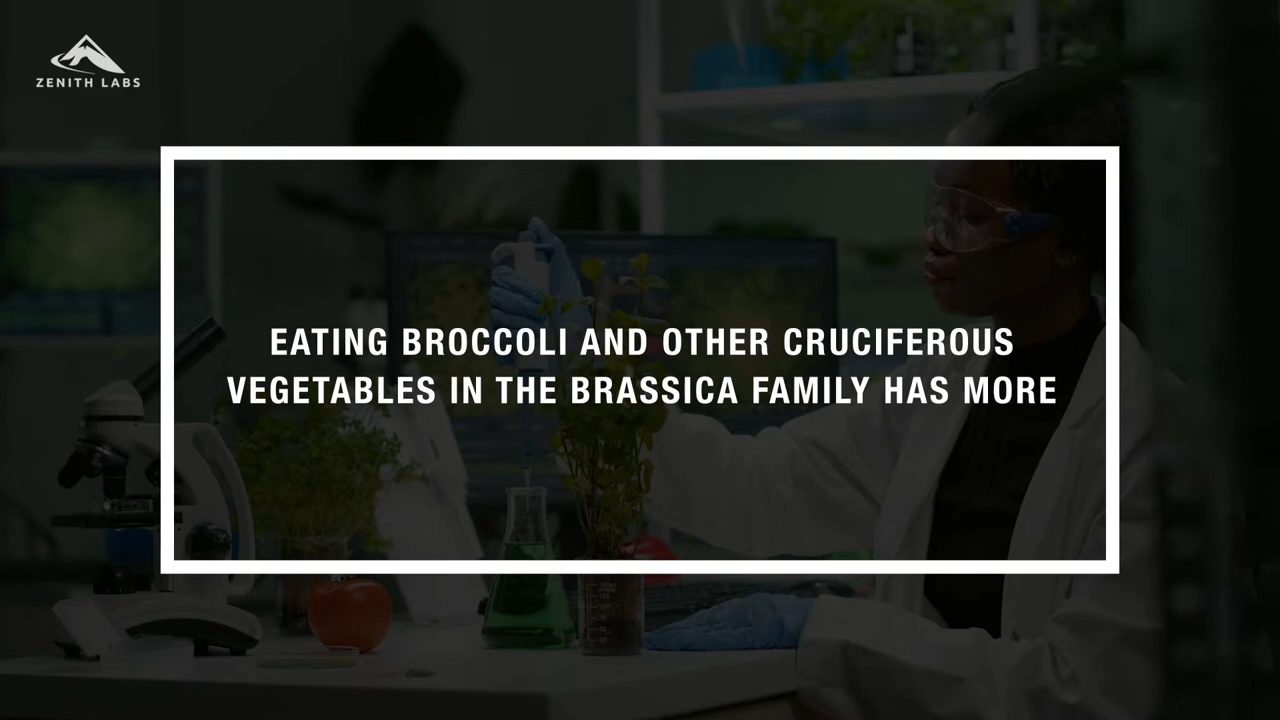 ZENITH LABS
EATING BROCCOLI AND OTHER CRUCIFEROUS
VEGETABLES IN THE BRASSICA FAMILY HAS MORE